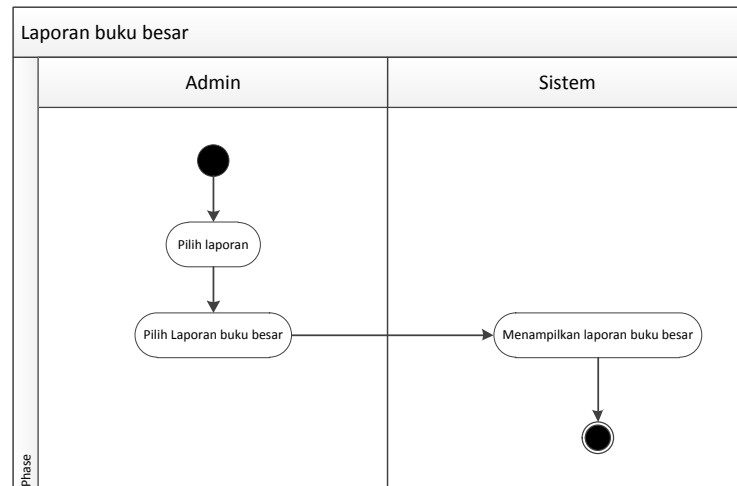 Laporan buku besar
Admin
Sistem
Pilih laporan
Pilih Laporan buku besar
Menampilkan laporan buku besar
Phase